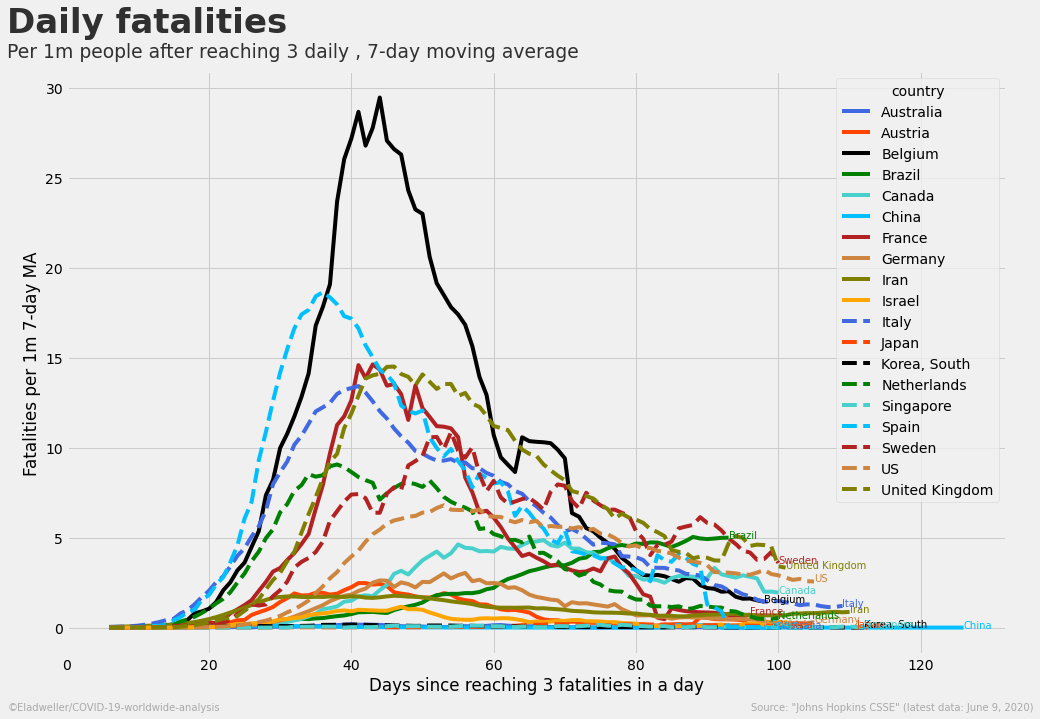 Daily fatalities
Per 1m people after reaching 3 daily , 7-day moving average
Fatalities per 1m 7-day MA
30
25
20
15
10
5
0
0
20
40
60
80
100
120
Days since reaching 3 fatalities in a day
country
Australia
Austria
Belgium
Brazil
Canada
China
France
Germany
Iran
Israel
Italy
Japan
Korea, South
Netherlands
Singapore
Spain
Sweden
US
United Kingdom
Brazil
Sweden
United Kingdom
US
Canada
Belgium
Italy
France
Iran
Netherlands
Germany
Korea, South
China
©Eladweller/COVID-19-worldwide-analysis
Source: "Johns Hopkins CSSE" (latest data: June 9, 2020)